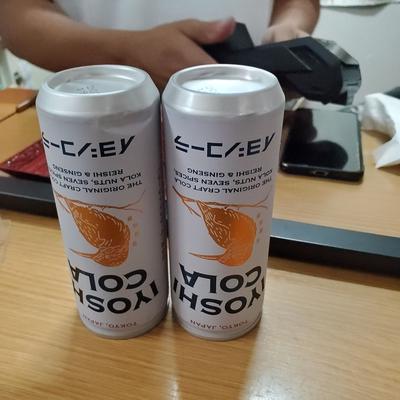 TOKYO, JAPAN
IYOSHI
COLA
THE ORIGINAL CRAFT COLA
KOLA NUTS, SEVEN SPICES
REISHI & GINSENG
イヨシコーラ
TOKYO, JAPAN
IYOSHI
COLA
THE ORIGINAL CRAFT COLA
KOLA NUTS, SEVEN SPICES
REISHI & GINSENG
イヨシコーラ